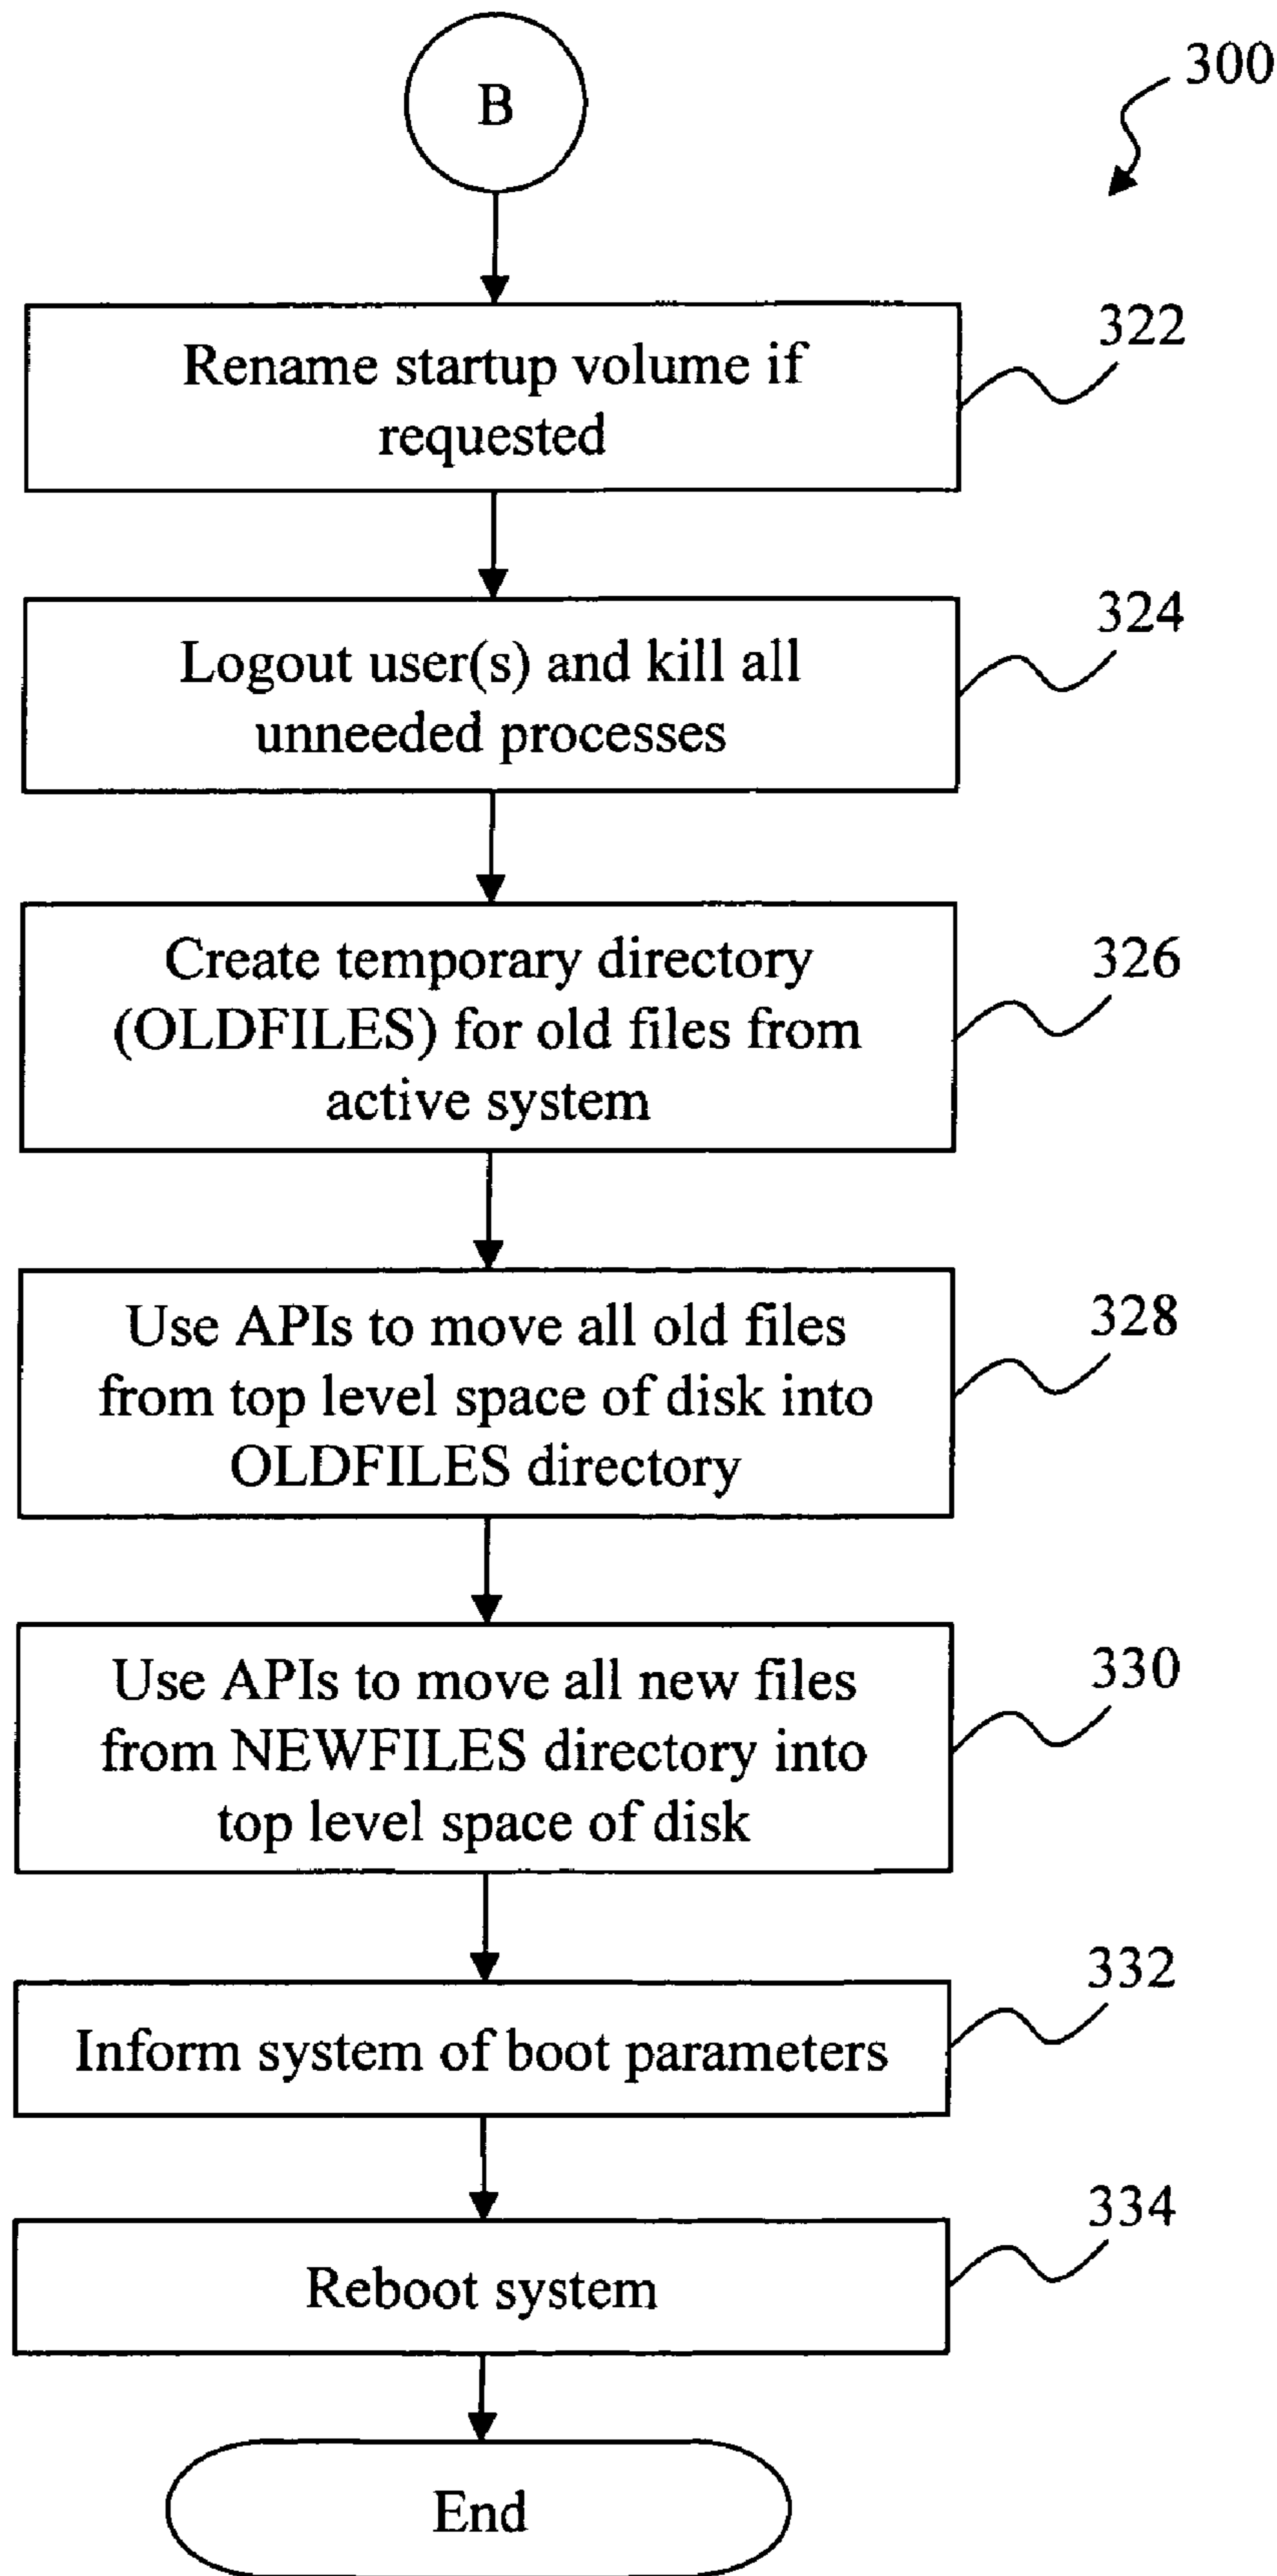 B
300
Rename startup volume if
requested
322
Logout user(s) and kill all
unneeded processes
324
Create temporary directory
(OLDFILES) for old files from
active system
326
Use APIs to move all old files
from top level space of disk into
OLDFILES directory
328
Use APIs to move all new files
from NEWFILES directory into
top level space of disk
330
Inform system of boot parameters
332
Reboot system
334
End